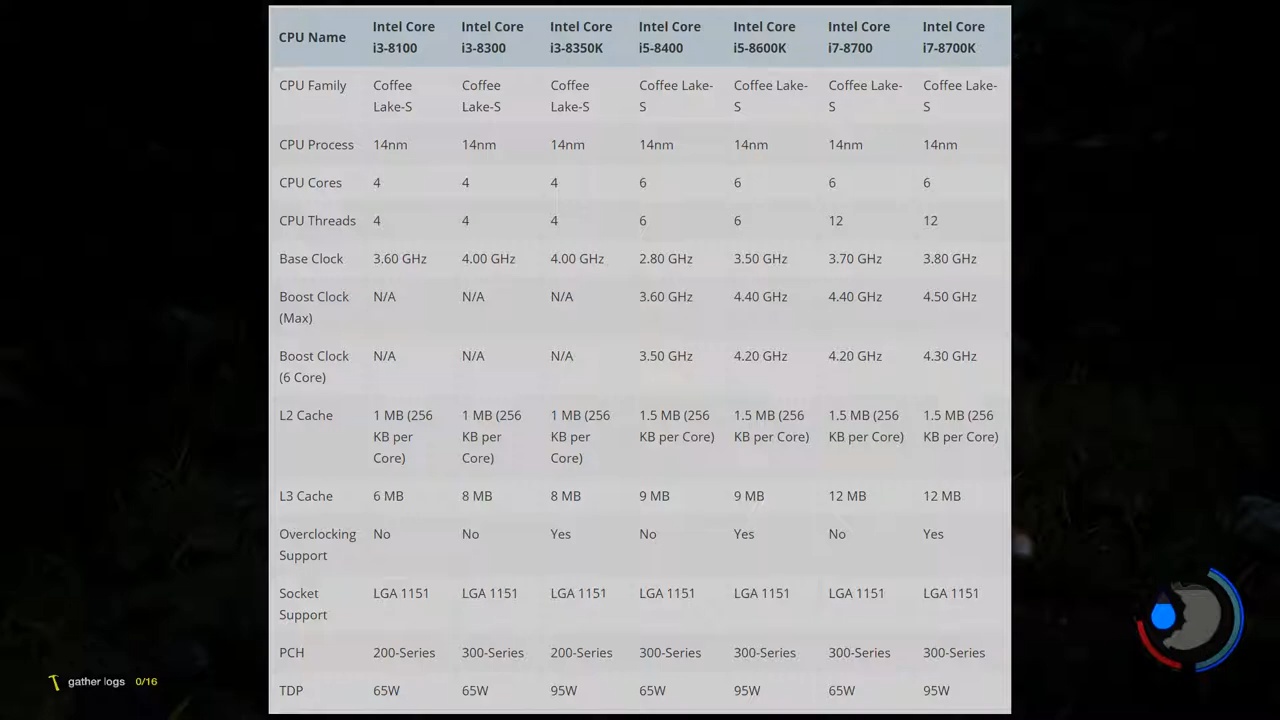 CPU Name Intel Core i3-8100 Intel Core i3-8300 Intel Core i3-8350K Intel Core i5-8400 Intel Core i5-8600K Intel Core i7-8700 Intel Core i7-8700K
CPU Family Coffee Lake-S Coffee Lake-S Coffee Lake-S Coffee Lake-S Coffee Lake-S Coffee Lake-S Coffee Lake-S
CPU Process 14nm 14nm 14nm 14nm 14nm 14nm 14nm
CPU Cores 4 4 4 6 6 6 6
CPU Threads 4 4 4 6 6 12 12
Base Clock 3.60 GHz 4.00 GHz 4.00 GHz 2.80 GHz 3.50 GHz 3.70 GHz 3.80 GHz
Boost Clock (Max) N/A N/A N/A 3.60 GHz 4.40 GHz 4.40 GHz 4.50 GHz
Boost Clock (6 Core) N/A N/A N/A 3.50 GHz 4.20 GHz 4.20 GHz 4.30 GHz
L2 Cache 1 MB (256 KB per Core) 1 MB (256 KB per Core) 1 MB (256 KB per Core) 1.5 MB (256 KB per Core) 1.5 MB (256 KB per Core) 1.5 MB (256 KB per Core) 1.5 MB (256 KB per Core)
L3 Cache 6 MB 8 MB 8 MB 9 MB 9 MB 12 MB 12 MB
Overclocking Support No No Yes No Yes No Yes
Socket Support LGA 1151 LGA 1151 LGA 1151 LGA 1151 LGA 1151 LGA 1151 LGA 1151
PCH 200-Series 300-Series 200-Series 300-Series 300-Series 300-Series 300-Series
TDP 65W 65W 95W 65W 95W 65W 95W
gather logs 0/16